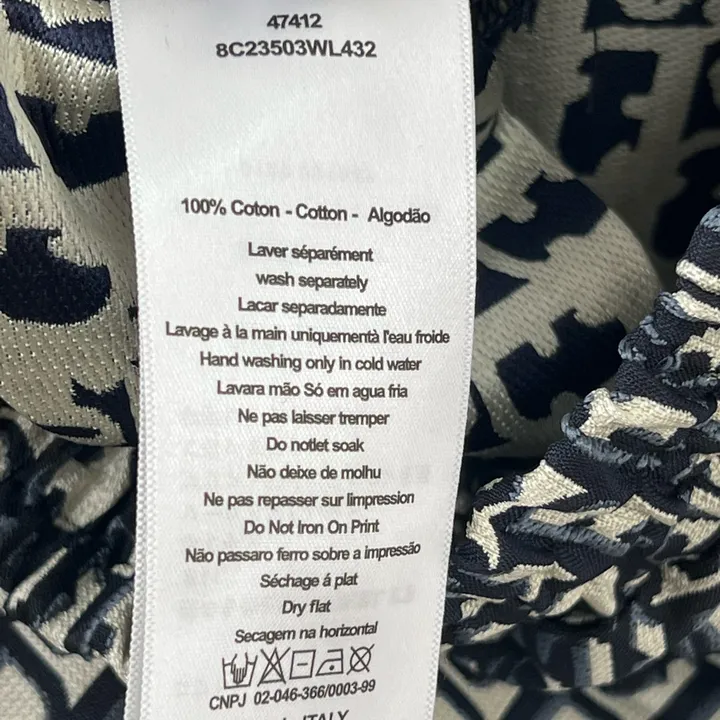 47412
8C23503WL432
100% Coton - Cotton - Algodão
Laver séparément
wash separately
Lacar separadamente
Lavage à la main uniquementà l'eau froide
Hand washing only in cold water
Lavara mão Só em agua fria
Ne pas laisser tremper
Do notlet soak
Não deixe de molhu
Ne pas repasser sur limpression
Do Not Iron On Print
Não passaro ferro sobre a impressão
Séchage á plat
Dry flat
Secagem na horizontal
CNPJ 02-046-366/0003-99
ITALY